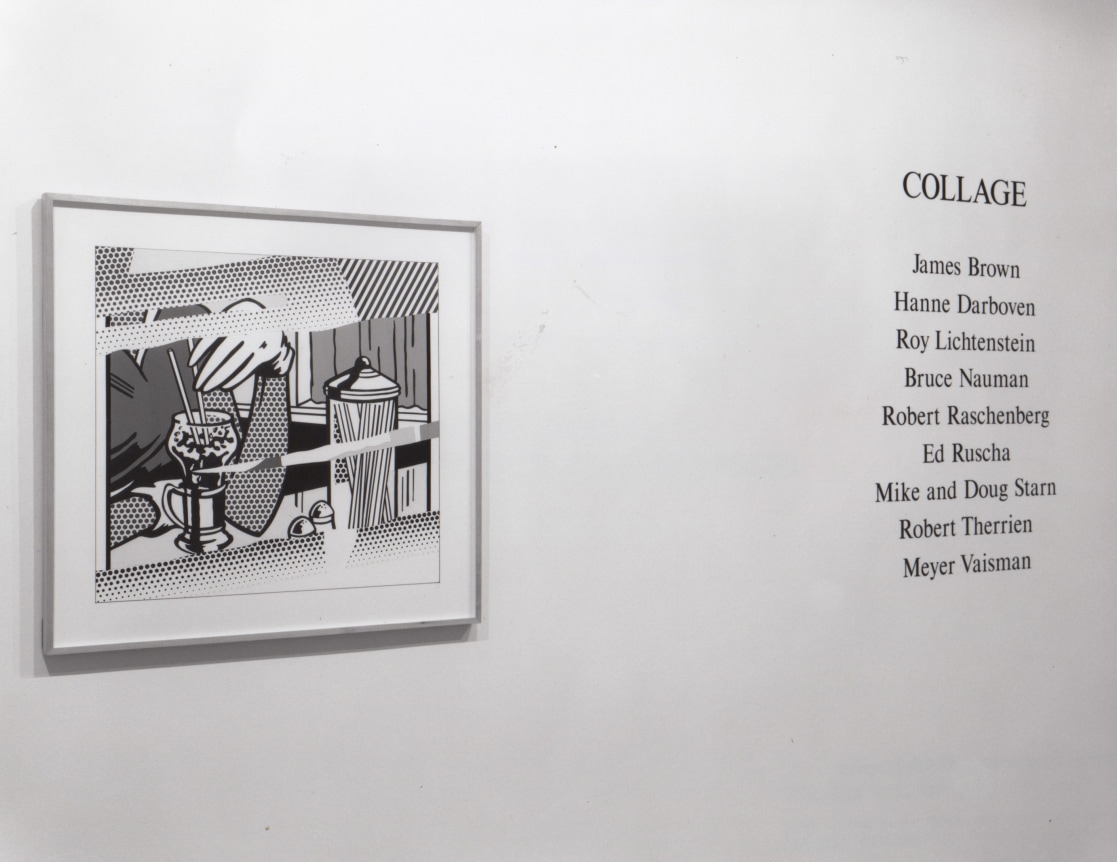 COLLAGE
James Brown
Hanne Darboven
Roy Lichtenstein
Bruce Nauman
Robert Raschenberg
Ed Ruscha
Mike and Doug Starn
Robert Therrien
Meyer Vaisman